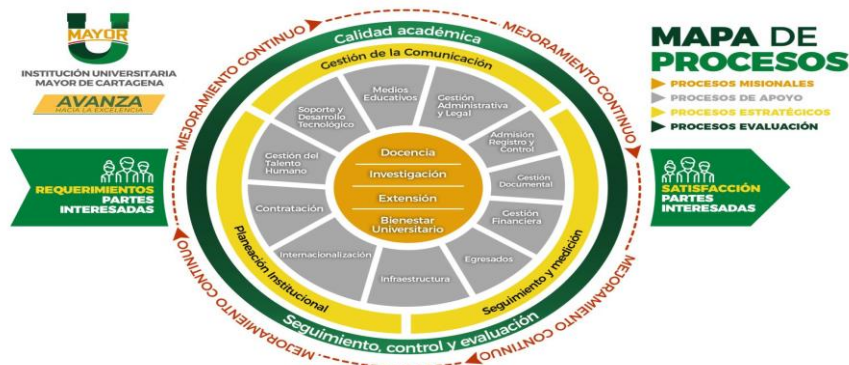 U
MAYOR
INSTITUCIÓN UNIVERSITARIA
MAYOR DE CARTAGENA
AVANZA
HACIA LA EXCELENCIA
REQUERIMIENTOS
PARTES
INTERESADAS
MEJORAMIENTO CONTINUO
MEJORAMIENTO CONTINUO
MEJORAMIENTO CONTINUO
MEJORAMIENTO CONTINUO
MEJORAMIENTO CONTINUO
MEJORAMIENTO CONTINUO
Calidad académica
Gestión de la Comunicación
Medios
Educativos
Gestión
Administrativa
y Legal
Soporte y
Desarrollo
Tecnológico
Admisión
Registro y
Control
Gestión del
Talento
Humano
Gestión
Documental
Contratación
Gestión
Financiera
Internacionalización
Egresados
Infraestructura
Docencia
Investigación
Extensión
Bienestar
Universitario
Planeación Institucional
Seguimiento y medición
Seguimiento, control y evaluación
MAPA DE
PROCESOS
PROCESOS MISIONALES
PROCESOS DE APOYO
PROCESOS ESTRATÉGICOS
PROCESOS EVALUACIÓN
SATISFACCIÓN
PARTES
INTERESADAS